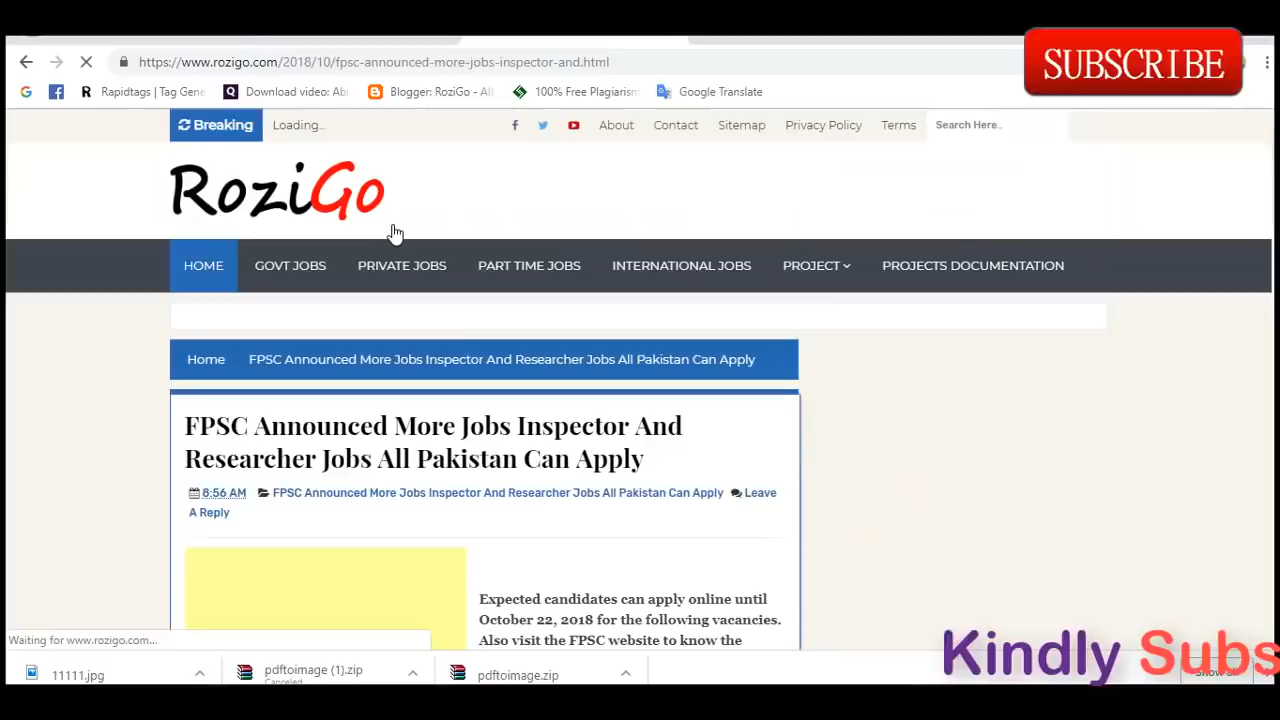 https://www.rozigo.com/2018/10/fpsc-announced-more-jobs-inspector-and.html
SUBSCRIBE
Rapidtags | Tag Gene
Download video: Ab
Blogger: RoziGo - All
100% Free Plagiarism
Google Translate
Breaking
Loading...
About
Contact
Sitemap
Privacy Policy
Terms
Search Here..
RoziGo
HOME
GOVT JOBS
PRIVATE JOBS
PART TIME JOBS
INTERNATIONAL JOBS
PROJECT
PROJECTS DOCUMENTATION
Home
FPSC Announced More Jobs Inspector And Researcher Jobs All Pakistan Can Apply
FPSC Announced More Jobs Inspector And
Researcher Jobs All Pakistan Can Apply
8:56 AM FPSC Announced More Jobs Inspector And Researcher Jobs All Pakistan Can Apply Leave
A Reply
Expected candidates can apply online until
October 22, 2018 for the following vacancies.
Also visit the FPSC website to know the
Waiting for www.rozigo.com...
Kindly Subs
11111.jpg
pdftoimage (1).zip
Canceled
pdftoimage.zip
Show all